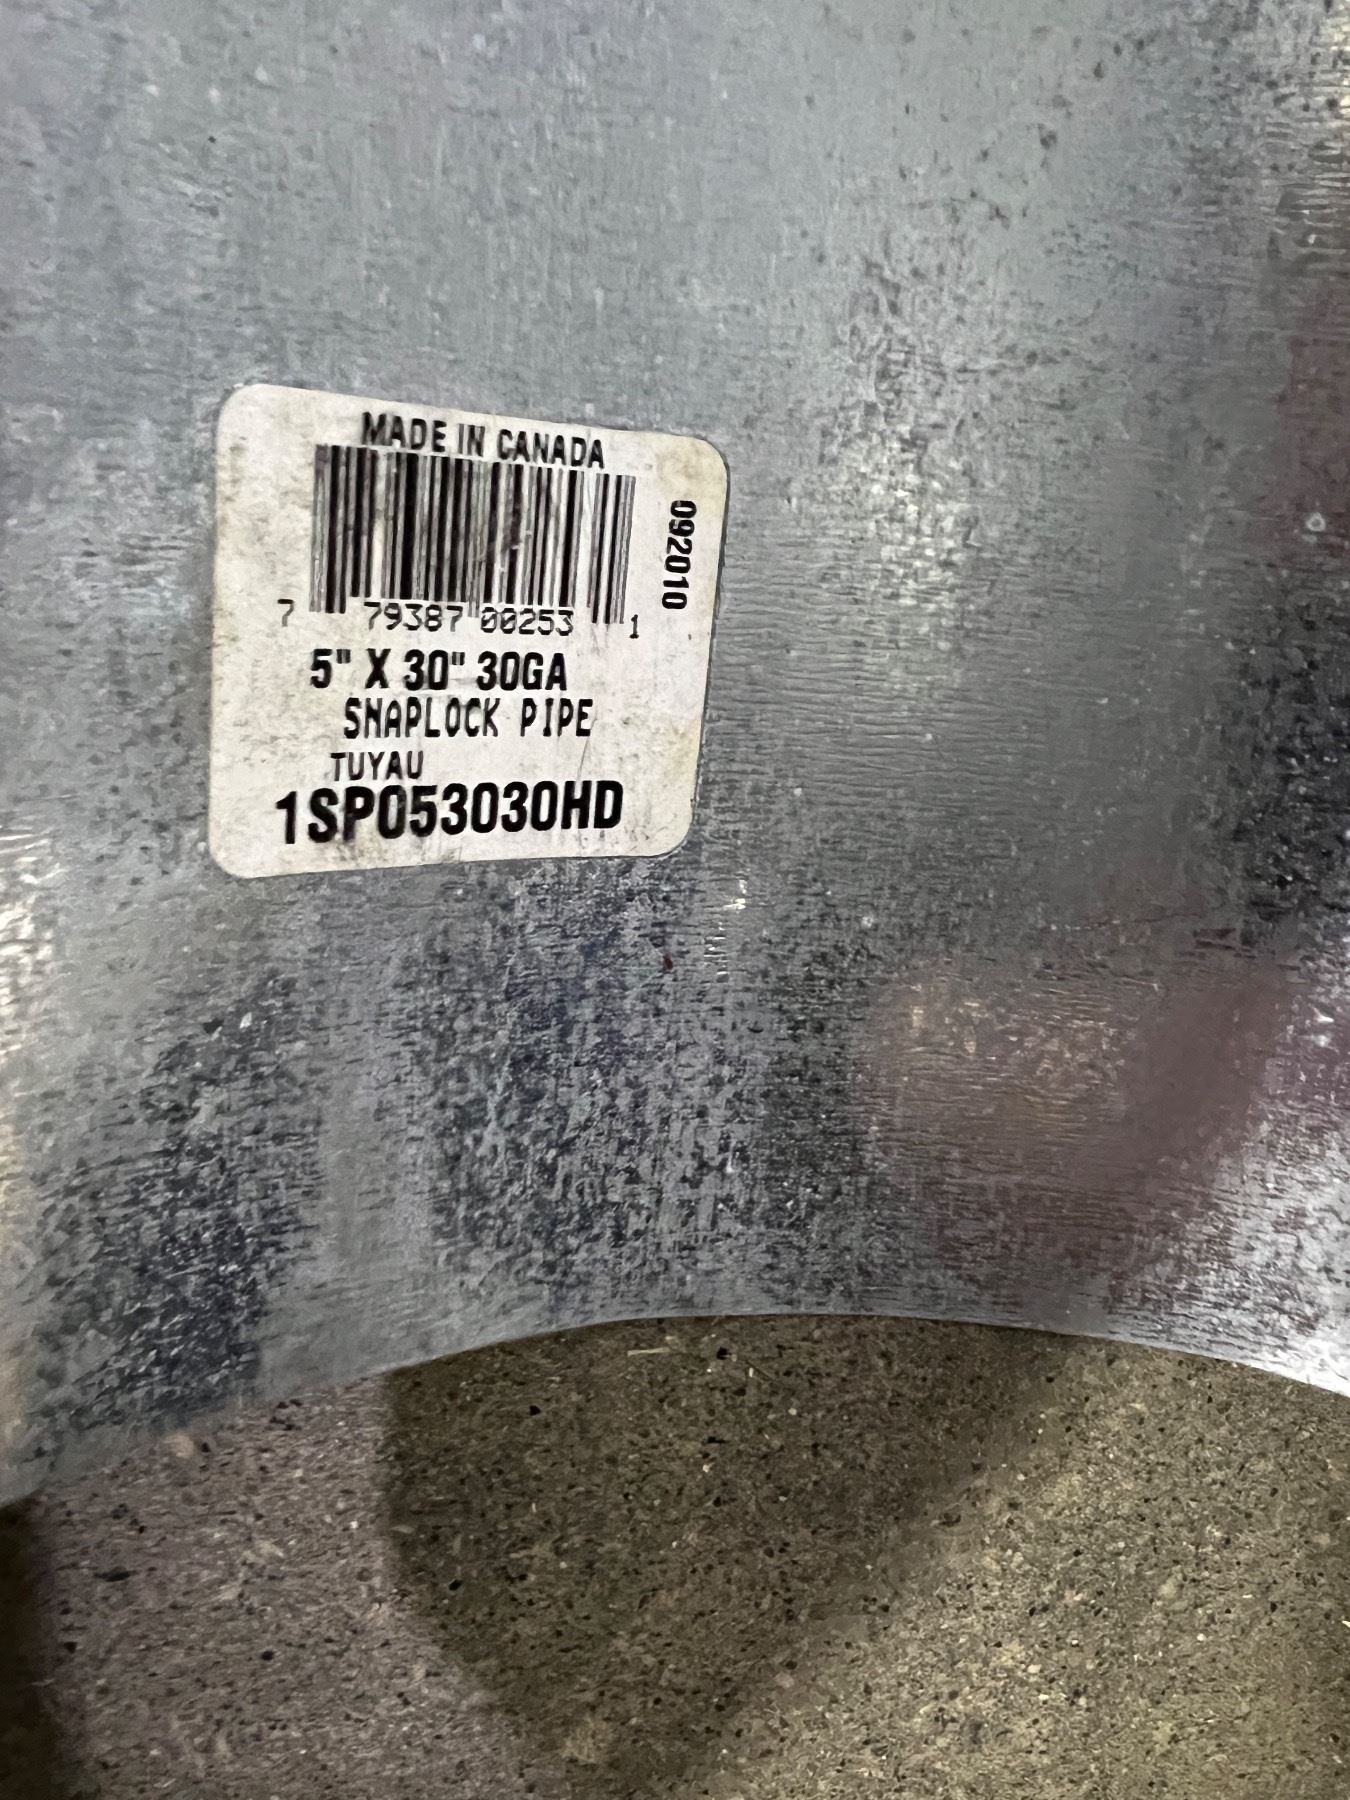 MADE IN CANADA
092010
7 79387 00253 1
5" X 30" 30GA
SNAPLOCK PIPE
TUYAU
1SP053030HD